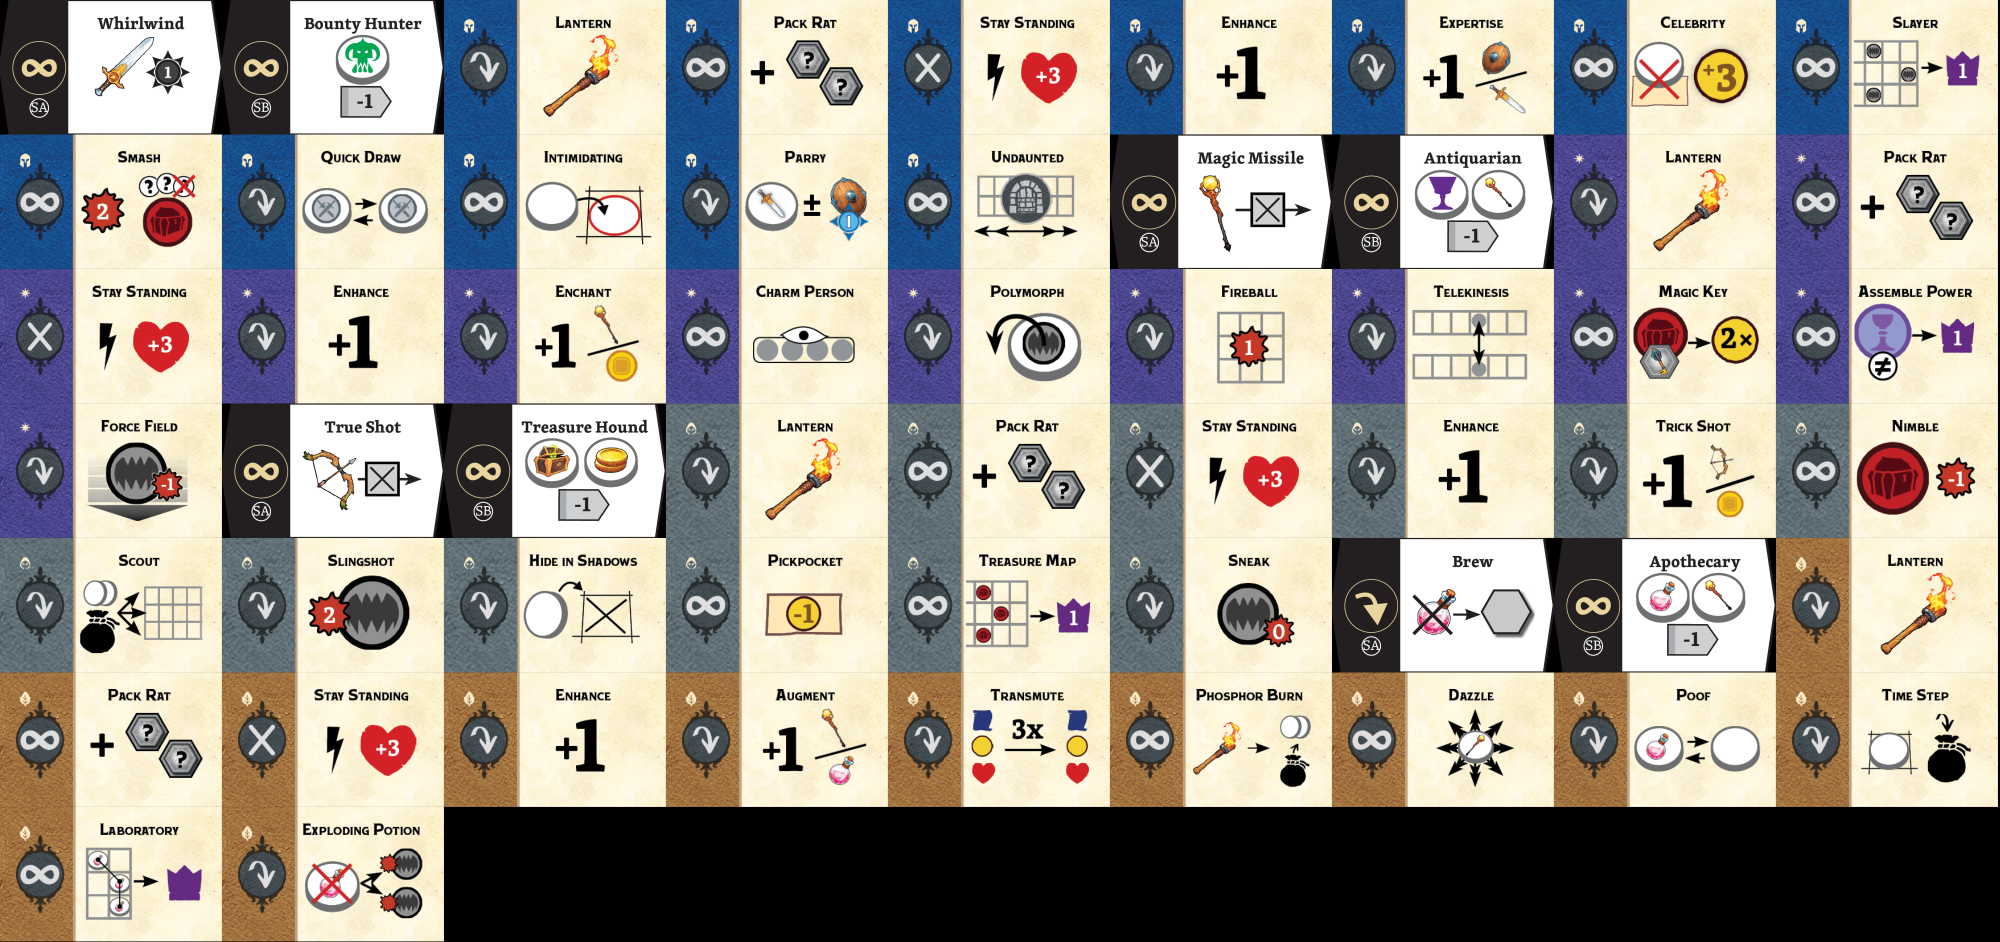 Whirlwind
1
SA
Bounty Hunter
-1
SB
Lantern
Pack Rat
+ ? ?
Stay Standing
+3
Enhance
+1
Expertise
+1
Celebrity
+3
Slayer
1
Smash
2 ? ? ?
Quick Draw
Intimidating
Parry
± 1
Undaunted
Magic Missile
SA
Antiquarian
-1
SB
Lantern
Pack Rat
+ ? ?
Stay Standing
+3
Enhance
+1
Enchant
+1
Charm Person
Polymorph
Fireball
1
Telekinesis
Magic Key
2×
Assemble Power
1
≠
Force Field
-1
True Shot
SA
Treasure Hound
-1
SB
Lantern
Pack Rat
+ ? ?
Stay Standing
+3
Enhance
+1
Trick Shot
+1
Nimble
-1
Scout
Slingshot
2
Hide in Shadows
Pickpocket
-1
Treasure Map
1
Sneak
0
Brew
SA
Apothecary
-1
SB
Lantern
Pack Rat
+ ? ?
Stay Standing
+3
Enhance
+1
Augment
+1
Transmute
3x
Phosphor Burn
Dazzle
Poof
Time Step
Laboratory
Exploding Potion